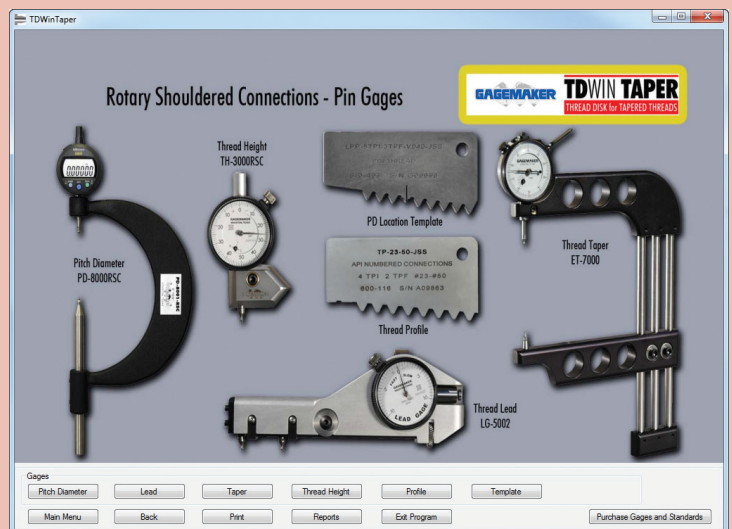 TDWinTaper
Rotary Shouldered Connections - Pin Gages
GAGEMAKER
TDWIN TAPER
THREAD DISK for TAPERED THREADS
Thread Height
TH-3000RSC
PD Location Template
Pitch Diameter
PD-8000RSC
TP-23-50-JSS
API NUMBERED CONNECTIONS
4 TPI 2 TPF #23-#50
600-116 S/N A09863
Thread Profile
GAGEMAKER
Thread Taper
ET-7000
LEAD GAGE
Thread Lead
LG-5002
Gages
Pitch Diameter
Lead
Taper
Thread Height
Profile
Template
Main Menu
Back
Print
Reports
Exit Program
Purchase Gages and Standards